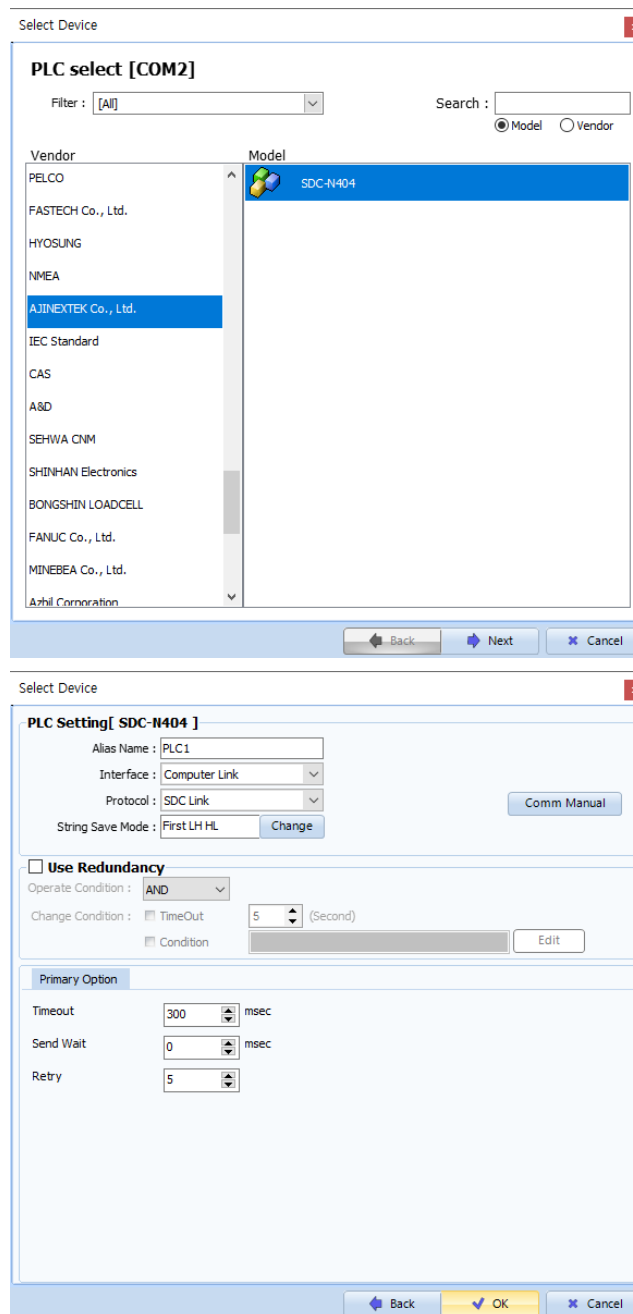 Select Device
PLC select [COM2]
Filter : [All]
Search :
Model Vendor
Vendor Model
PELCO
SDC-N404
FASTECH Co., Ltd.
HYOSUNG
NMEA
AJINEXTEK Co., Ltd.
IEC Standard
CAS
A&D
SEHWA CNM
SHINHAN Electronics
BONGSHIN LOADCELL
FANUC Co., Ltd.
MINEBEA Co., Ltd.
Azbil Corporation
Back Next Cancel
Select Device
PLC Setting[ SDC-N404 ]
Alias Name : PLC1
Interface : Computer Link
Protocol : SDC Link
Comm Manual
String Save Mode : First LH HL Change
Use Redundancy
Operate Condition : AND
Change Condition : TimeOut 5 (Second)
Condition Edit
Primary Option
Timeout 300 msec
Send Wait 0 msec
Retry 5
Back OK Cancel